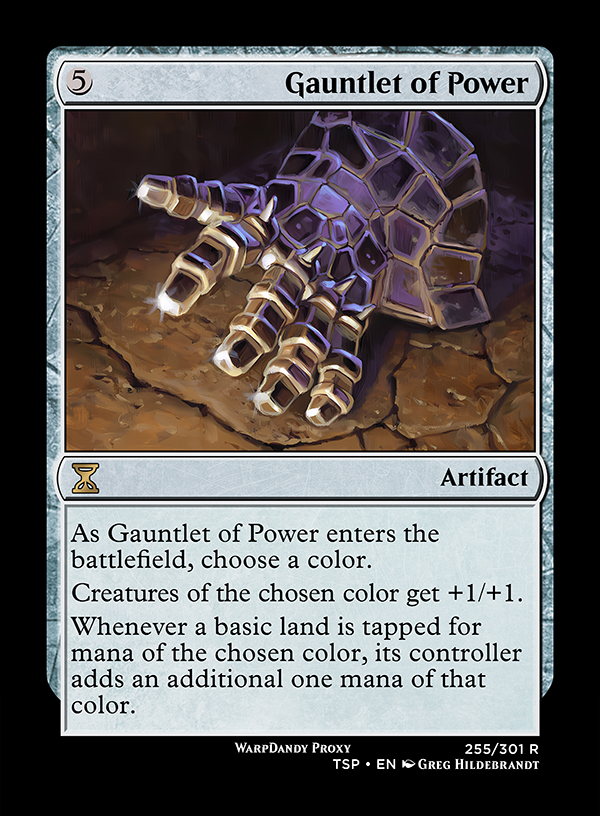 5 Gauntlet of Power
Artifact
As Gauntlet of Power enters the
battlefield, choose a color.
Creatures of the chosen color get +1/+1.
Whenever a basic land is tapped for
mana of the chosen color, its controller
adds an additional one mana of that
color.
WarpDandy Proxy 255/301 R
TSP • EN Greg Hildebrandt